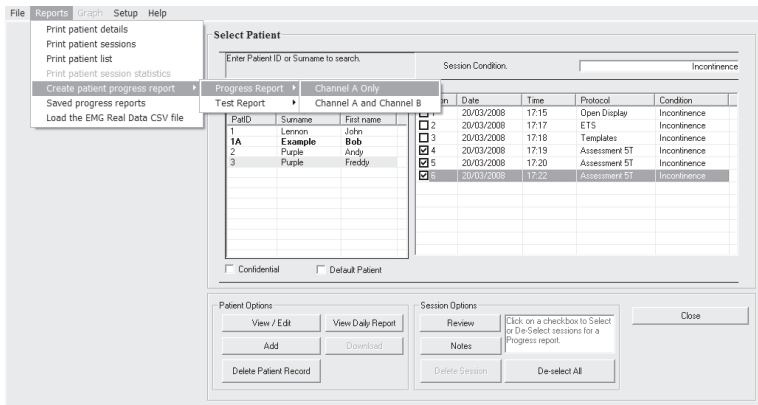 File Reports Graph Setup Help
Print patient details
Print patient sessions
Print patient list
Print patient session statistics
Create patient progress report
Saved progress reports
Load the EMG Real Data CSV file
Progress Report
Test Report
Channel A Only
Channel A and Channel B
Select Patient
Enter Patient ID or Surname to search.
Session Condition. Incontinence
PatID Surname First name
1 Lennon John
1A Example Bob
2 Purple Andy
3 Purple Freddy
Date Time Protocol Condition
20/03/2008 17:15 Open Display Incontinence
2 20/03/2008 17:17 ETS Incontinence
3 20/03/2008 17:18 Templates Incontinence
4 20/03/2008 17:19 Assessment 5T Incontinence
5 20/03/2008 17:20 Assessment 5T Incontinence
6 20/03/2008 17:22 Assessment 5T Incontinence
Confidential Default Patient
Patient Options
View / Edit View Daily Report
Add Download
Delete Patient Record
Session Options
Review
Notes
Click on a checkbox to Select
or De-Select sessions for a
Progress report.
Delete Session De-select All
Close